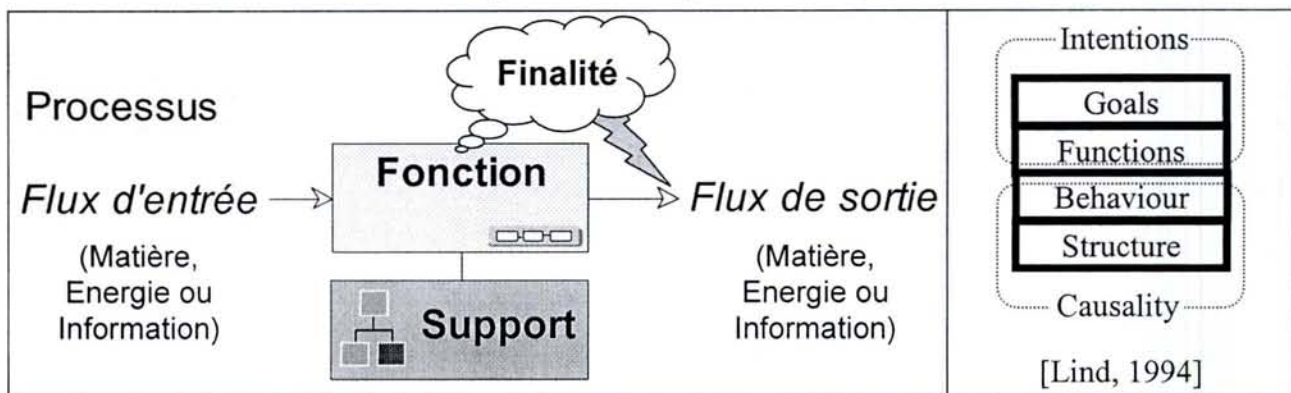 Processus
Finalité
Fonction
Flux d'entrée
(Matière,
Energie ou
Information)
Support
Flux de sortie
(Matière,
Energie ou
Information)
Intentions
Goals
Functions
Behaviour
Structure
Causality
[Lind, 1994]